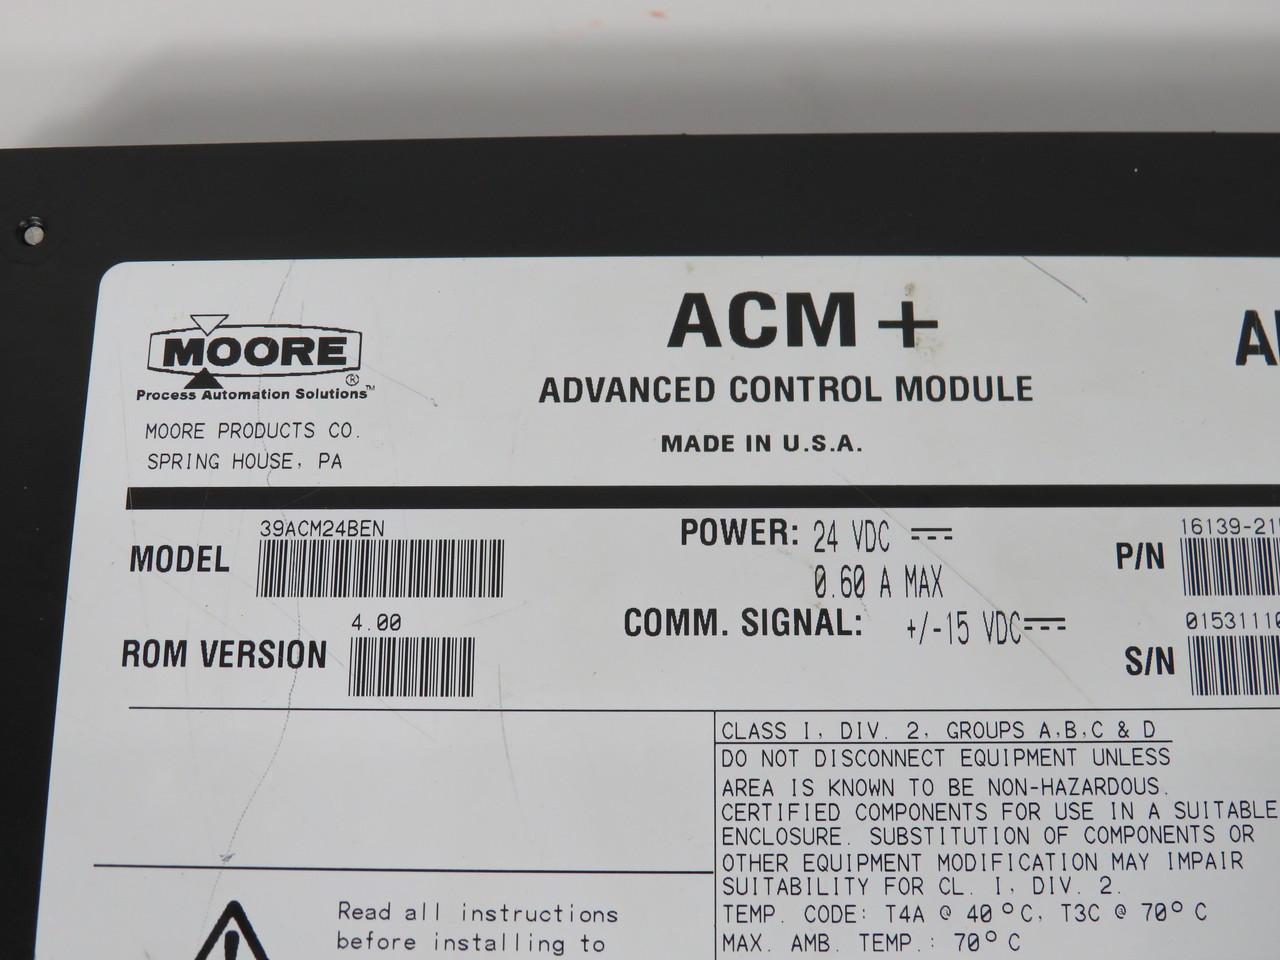 MOORE ®
Process Automation Solutions™
MOORE PRODUCTS CO.
SPRING HOUSE, PA
ACM +
ADVANCED CONTROL MODULE
MADE IN U.S.A.
MODEL 39ACM24BEN
ROM VERSION 4.00
POWER: 24 VDC
0.60 A MAX
COMM. SIGNAL: +/-15 VDC
P/N 16139-21
S/N 0153111
CLASS I, DIV. 2, GROUPS A,B,C & D
DO NOT DISCONNECT EQUIPMENT UNLESS
AREA IS KNOWN TO BE NON-HAZARDOUS.
CERTIFIED COMPONENTS FOR USE IN A SUITABLE
ENCLOSURE. SUBSTITUTION OF COMPONENTS OR
OTHER EQUIPMENT MODIFICATION MAY IMPAIR
SUITABILITY FOR CL. I, DIV. 2.
TEMP. CODE: T4A @ 40°C, T3C @ 70°C
MAX. AMB. TEMP.: 70°C
Read all instructions
before installing to